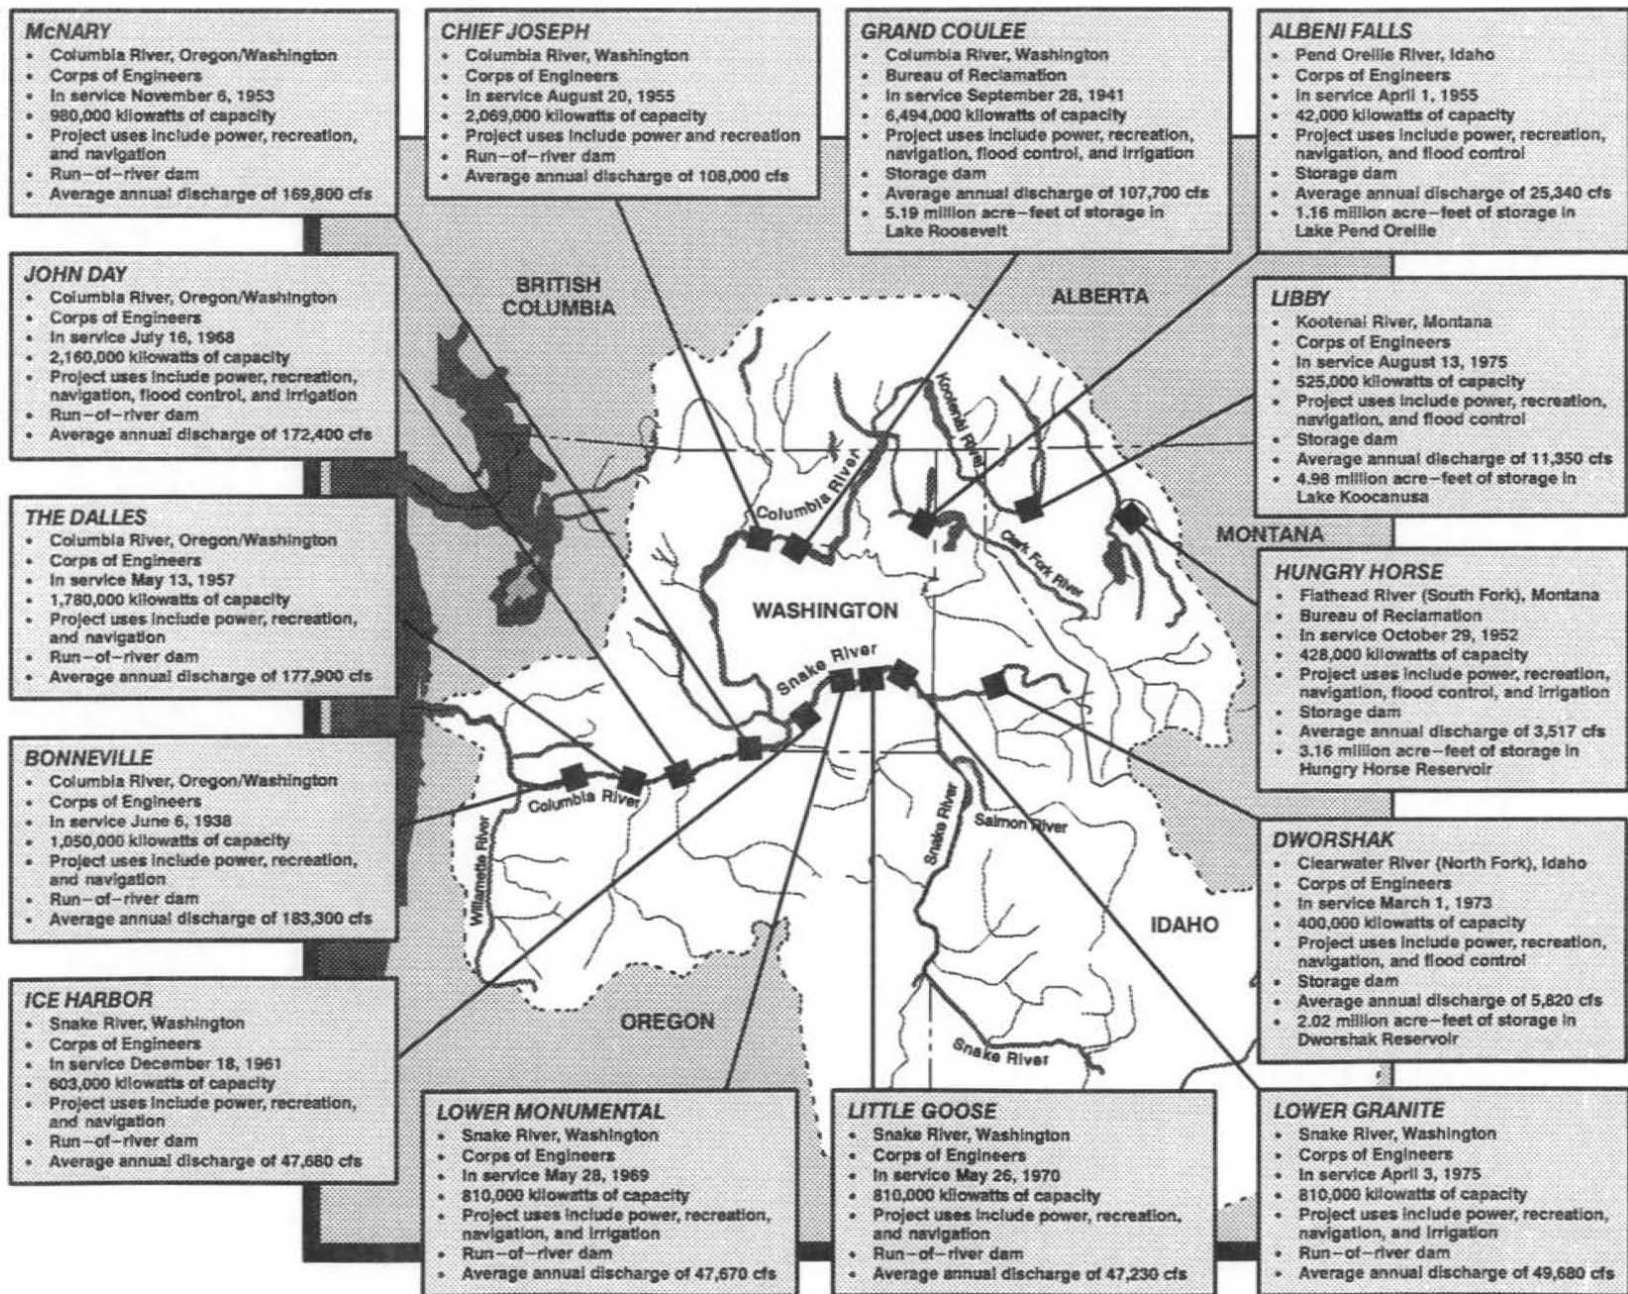 McNARY
• Columbia River, Oregon/Washington
• Corps of Engineers
• In service November 6, 1953
• 980,000 kilowatts of capacity
• Project uses include power, recreation,
and navigation
• Run-of-river dam
• Average annual discharge of 169,800 cfs
CHIEF JOSEPH
• Columbia River, Washington
• Corps of Engineers
• In service August 20, 1955
• 2,069,000 kilowatts of capacity
• Project uses include power and recreation
• Run-of-river dam
• Average annual discharge of 108,000 cfs
GRAND COULEE
• Columbia River, Washington
• Bureau of Reclamation
• In service September 28, 1941
• 6,494,000 kilowatts of capacity
• Project uses include power, recreation,
navigation, flood control, and irrigation
• Storage dam
• Average annual discharge of 107,700 cfs
• 5.19 million acre-feet of storage in
Lake Roosevelt
ALBENI FALLS
• Pend Oreille River, Idaho
• Corps of Engineers
• In service April 1, 1955
• 42,000 kilowatts of capacity
• Project uses include power, recreation,
navigation, and flood control
• Storage dam
• Average annual discharge of 25,340 cfs
• 1.16 million acre-feet of storage in
Lake Pend Oreille
JOHN DAY
• Columbia River, Oregon/Washington
• Corps of Engineers
• In service July 16, 1968
• 2,160,000 kilowatts of capacity
• Project uses include power, recreation,
navigation, flood control, and irrigation
• Run-of-river dam
• Average annual discharge of 172,400 cfs
LIBBY
• Kootenai River, Montana
• Corps of Engineers
• In service August 13, 1975
• 525,000 kilowatts of capacity
• Project uses include power, recreation,
navigation, and flood control
• Storage dam
• Average annual discharge of 11,350 cfs
• 4.98 million acre-feet of storage in
Lake Koocanusa
THE DALLES
• Columbia River, Oregon/Washington
• Corps of Engineers
• In service May 13, 1957
• 1,780,000 kilowatts of capacity
• Project uses include power, recreation,
and navigation
• Run-of-river dam
• Average annual discharge of 177,900 cfs
HUNGRY HORSE
• Flathead River (South Fork), Montana
• Bureau of Reclamation
• In service October 29, 1952
• 428,000 kilowatts of capacity
• Project uses include power, recreation,
navigation, flood control, and irrigation
• Storage dam
• Average annual discharge of 3,517 cfs
• 3.16 million acre-feet of storage in
Hungry Horse Reservoir
BONNEVILLE
• Columbia River, Oregon/Washington
• Corps of Engineers
• In service June 6, 1938
• 1,050,000 kilowatts of capacity
• Project uses include power, recreation,
and navigation
• Run-of-river dam
• Average annual discharge of 183,300 cfs
DWORSHAK
• Clearwater River (North Fork), Idaho
• Corps of Engineers
• In service March 1, 1973
• 400,000 kilowatts of capacity
• Project uses include power, recreation,
navigation, and flood control
• Storage dam
• Average annual discharge of 5,820 cfs
• 2.02 million acre-feet of storage in
Dworshak Reservoir
ICE HARBOR
• Snake River, Washington
• Corps of Engineers
• In service December 18, 1961
• 603,000 kilowatts of capacity
• Project uses include power, recreation,
and navigation
• Run-of-river dam
• Average annual discharge of 47,680 cfs
LOWER MONUMENTAL
• Snake River, Washington
• Corps of Engineers
• In service May 28, 1969
• 810,000 kilowatts of capacity
• Project uses include power, recreation,
navigation, and irrigation
• Run-of-river dam
• Average annual discharge of 47,670 cfs
LITTLE GOOSE
• Snake River, Washington
• Corps of Engineers
• In service May 26, 1970
• 810,000 kilowatts of capacity
• Project uses include power, recreation,
and navigation
• Run-of-river dam
• Average annual discharge of 47,230 cfs
LOWER GRANITE
• Snake River, Washington
• Corps of Engineers
• In service April 3, 1975
• 810,000 kilowatts of capacity
• Project uses include power, recreation,
navigation, and irrigation
• Run-of-river dam
• Average annual discharge of 49,680 cfs
BRITISH
COLUMBIA
ALBERTA
Kootenai River
Columbia River
MONTANA
Clark Fork River
WASHINGTON
Snake River
Columbia River
Willamette River
Snake River
Salmon River
IDAHO
OREGON
Snake River